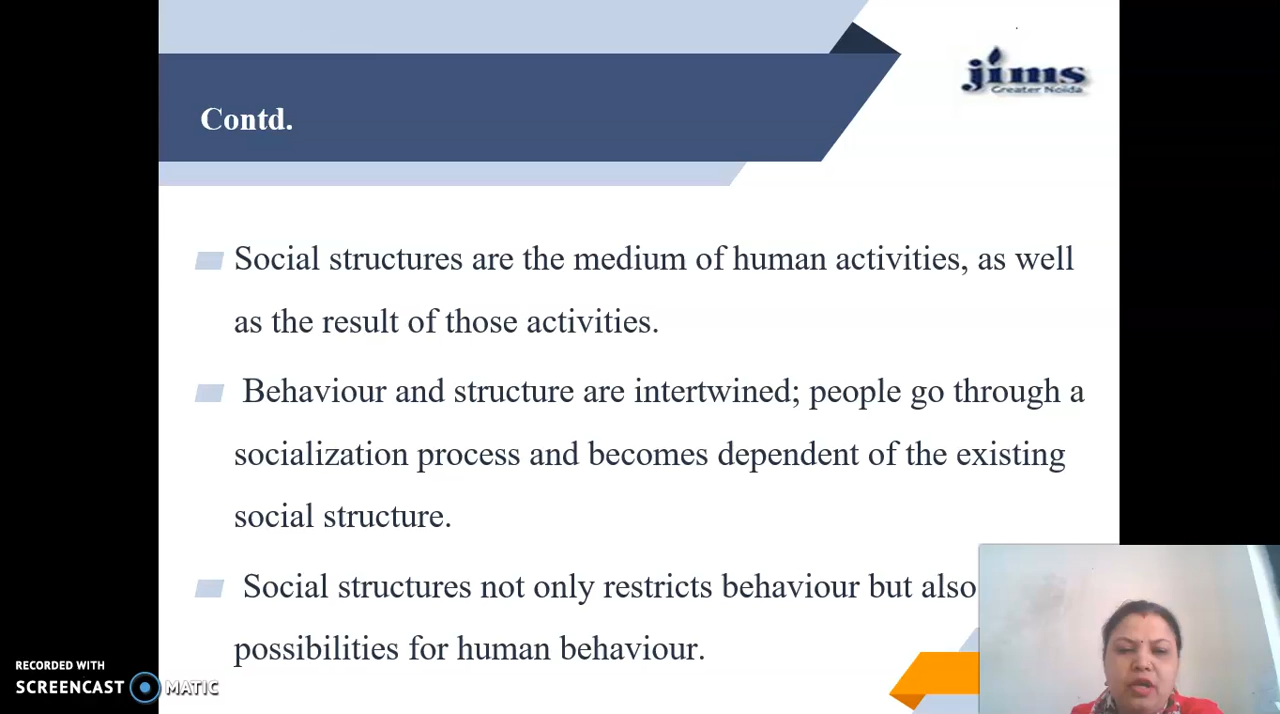 jims
Greater Noida
Contd.
Social structures are the medium of human activities, as well
as the result of those activities.
Behaviour and structure are intertwined; people go through a
socialization process and becomes dependent of the existing
social structure.
Social structures not only restricts behaviour but also
possibilities for human behaviour.
RECORDED WITH
SCREENCAST MATIC